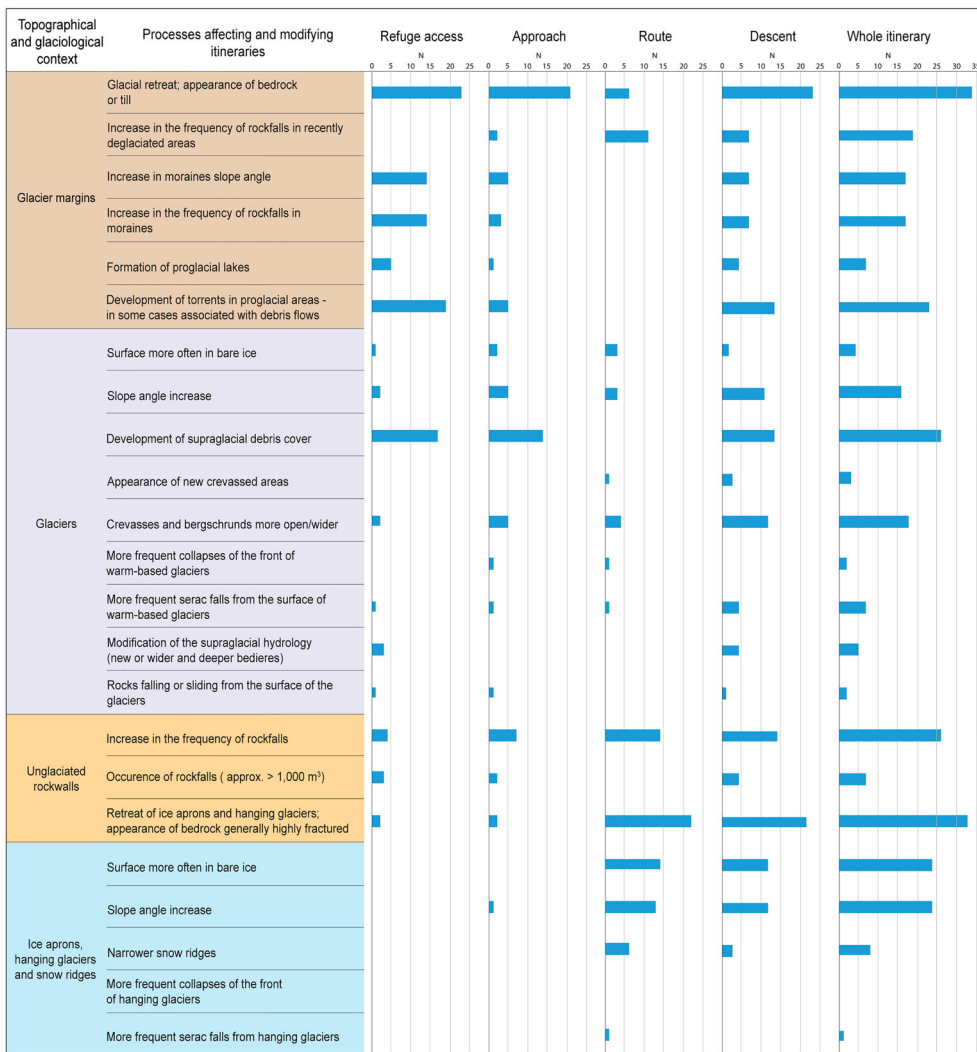 Topographical
and glaciological
context
Processes affecting and modifying
itineraries
Refuge access
Approach
Route
Descent
Whole itinerary
N
N
N
N
N
0 5 10 15 20 25
0 5 10 15 20 25
0 5 10 15 20 25
0 5 10 15 20 25
0 5 10 15 20 25 30 35
Glacier margins
Glacial retreat; appearance of bedrock
or till
Increase in the frequency of rockfalls in recently
deglaciated areas
Increase in moraines slope angle
Increase in the frequency of rockfalls in
moraines
Formation of proglacial lakes
Development of torrents in proglacial areas -
in some cases associated with debris flows
Glaciers
Surface more often in bare ice
Slope angle increase
Development of supraglacial debris cover
Appearance of new crevassed areas
Crevasses and bergschrunds more open/wider
More frequent collapses of the front of
warm-based glaciers
More frequent serac falls from the surface of
warm-based glaciers
Modification of the supraglacial hydrology
(new or wider and deeper bedieres)
Rocks falling or sliding from the surface of the
glaciers
Unglaciated
rockwalls
Increase in the frequency of rockfalls
Occurence of rockfalls ( approx. > 1,000 m³)
Retreat of ice aprons and hanging glaciers;
appearance of bedrock generally highly fractured
Ice aprons,
hanging glaciers
and snow ridges
Surface more often in bare ice
Slope angle increase
Narrower snow ridges
More frequent collapses of the front
of hanging glaciers
More frequent serac falls from hanging glaciers